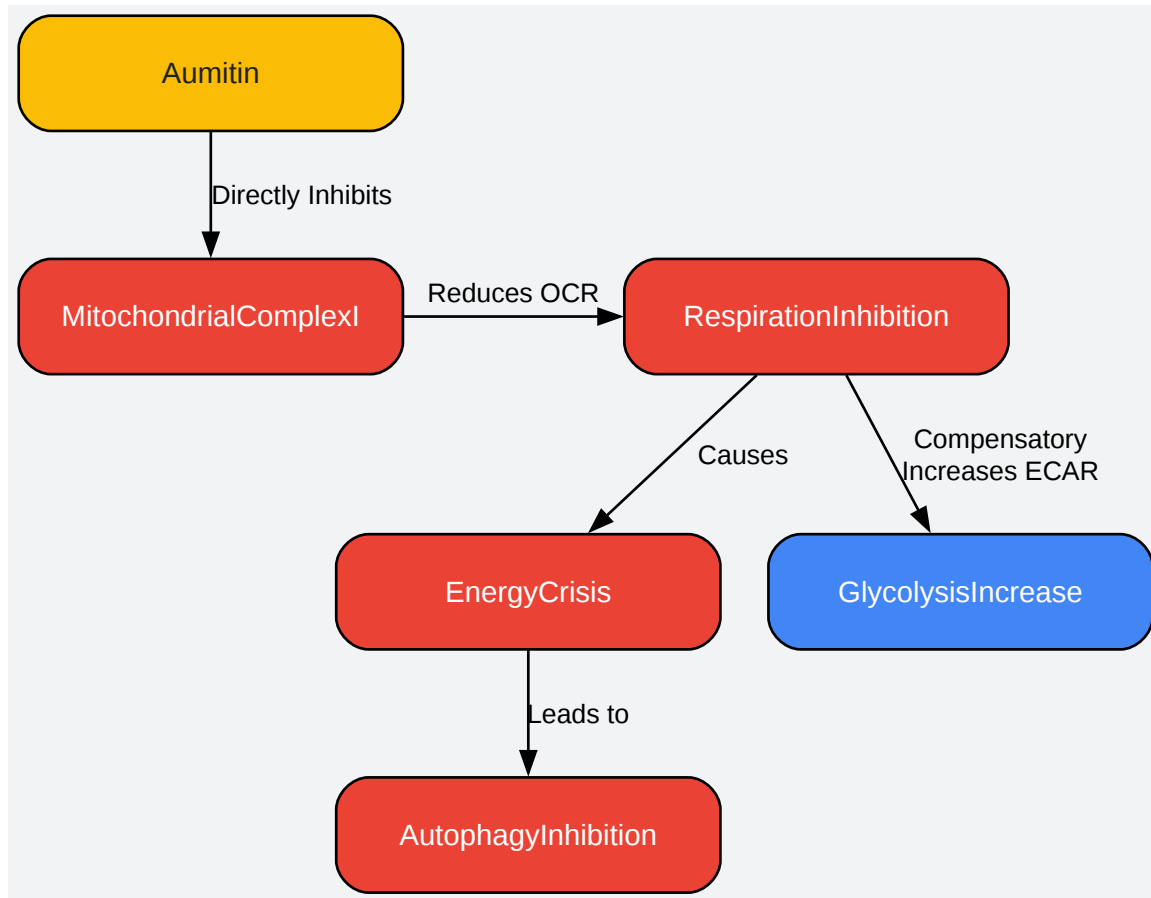 Aumitin
Directly Inhibits
MitochondrialComplexI
Reduces OCR
RespirationInhibition
Causes
Compensatory
Increases ECAR
EnergyCrisis
GlycolysisIncrease
Leads to
AutophagyInhibition